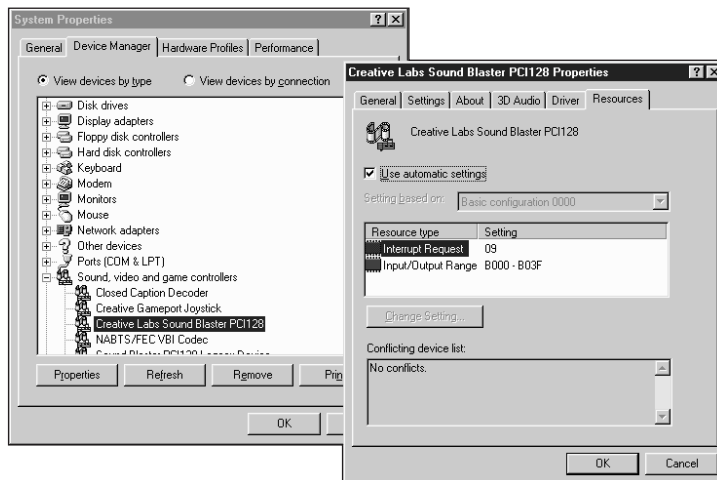 System Properties
General Device Manager Hardware Profiles Performance
View devices by type View devices by connection
Disk drives
Display adapters
Floppy disk controllers
Hard disk controllers
Keyboard
Modem
Monitors
Mouse
Network adapters
Other devices
Ports (COM & LPT)
Sound, video and game controllers
Closed Caption Decoder
Creative Gameport Joystick
Creative Labs Sound Blaster PCI128
NABTS/FEC VBI Codec
Sound Blaster PCI128 Legacy Device
Properties Refresh Remove
OK
Creative Labs Sound Blaster PCI128 Properties
General Settings About 3D Audio Driver Resources
Creative Labs Sound Blaster PCI128
Use automatic settings
Setting based on: Basic configuration 0000
Resource type Setting
Interrupt Request 09
Input/Output Range B000 - B03F
Change Setting...
Conflicting device list:
No conflicts.
OK Cancel